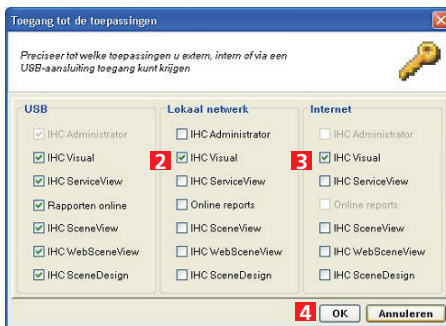 Toegang tot de toepassingen
Preciseer tot welke toepassingen u extern, intern of via een
USB-aansluiting toegang kunt krijgen
USB
IHC Administrator
IHC Visual
IHC ServiceView
Rapporten online
IHC SceneView
IHC WebSceneView
IHC SceneDesign
Lokaal netwerk
IHC Administrator
2 IHC Visual
IHC ServiceView
Online reports
IHC SceneView
IHC WebSceneView
IHC SceneDesign
Internet
IHC Administrator
3 IHC Visual
IHC ServiceView
Online reports
IHC SceneView
IHC WebSceneView
IHC SceneDesign
4 OK Annuleren